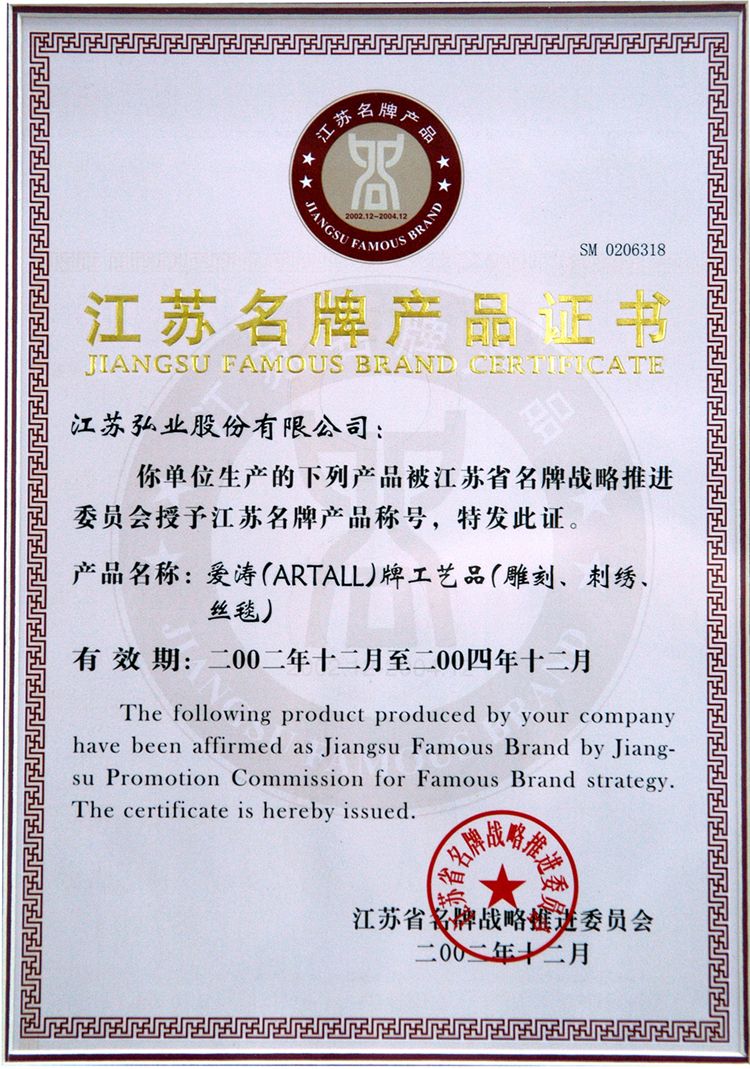 江苏名牌产品
2002.12~2004.12
JIANGSU FAMOUS BRAND
SM 0206318
江苏名牌产品证书
JIANGSU FAMOUS BRAND CERTIFICATE
江苏弘业股份有限公司：
你单位生产的下列产品被江苏省名牌战略推进
委员会授予江苏名牌产品称号，特发此证。
产品名称：爱涛(ARTALL)牌工艺品(雕刻、刺绣、
丝毯)
有效期：二00二年十二月至二00四年十二月
The following product produced by your company
have been affirmed as Jiangsu Famous Brand by Jiang-
su Promotion Commission for Famous Brand strategy.
The certificate is hereby issued.
江苏省名牌战略推进委员会
江苏省名牌战略推进委员会
二00二年十二月